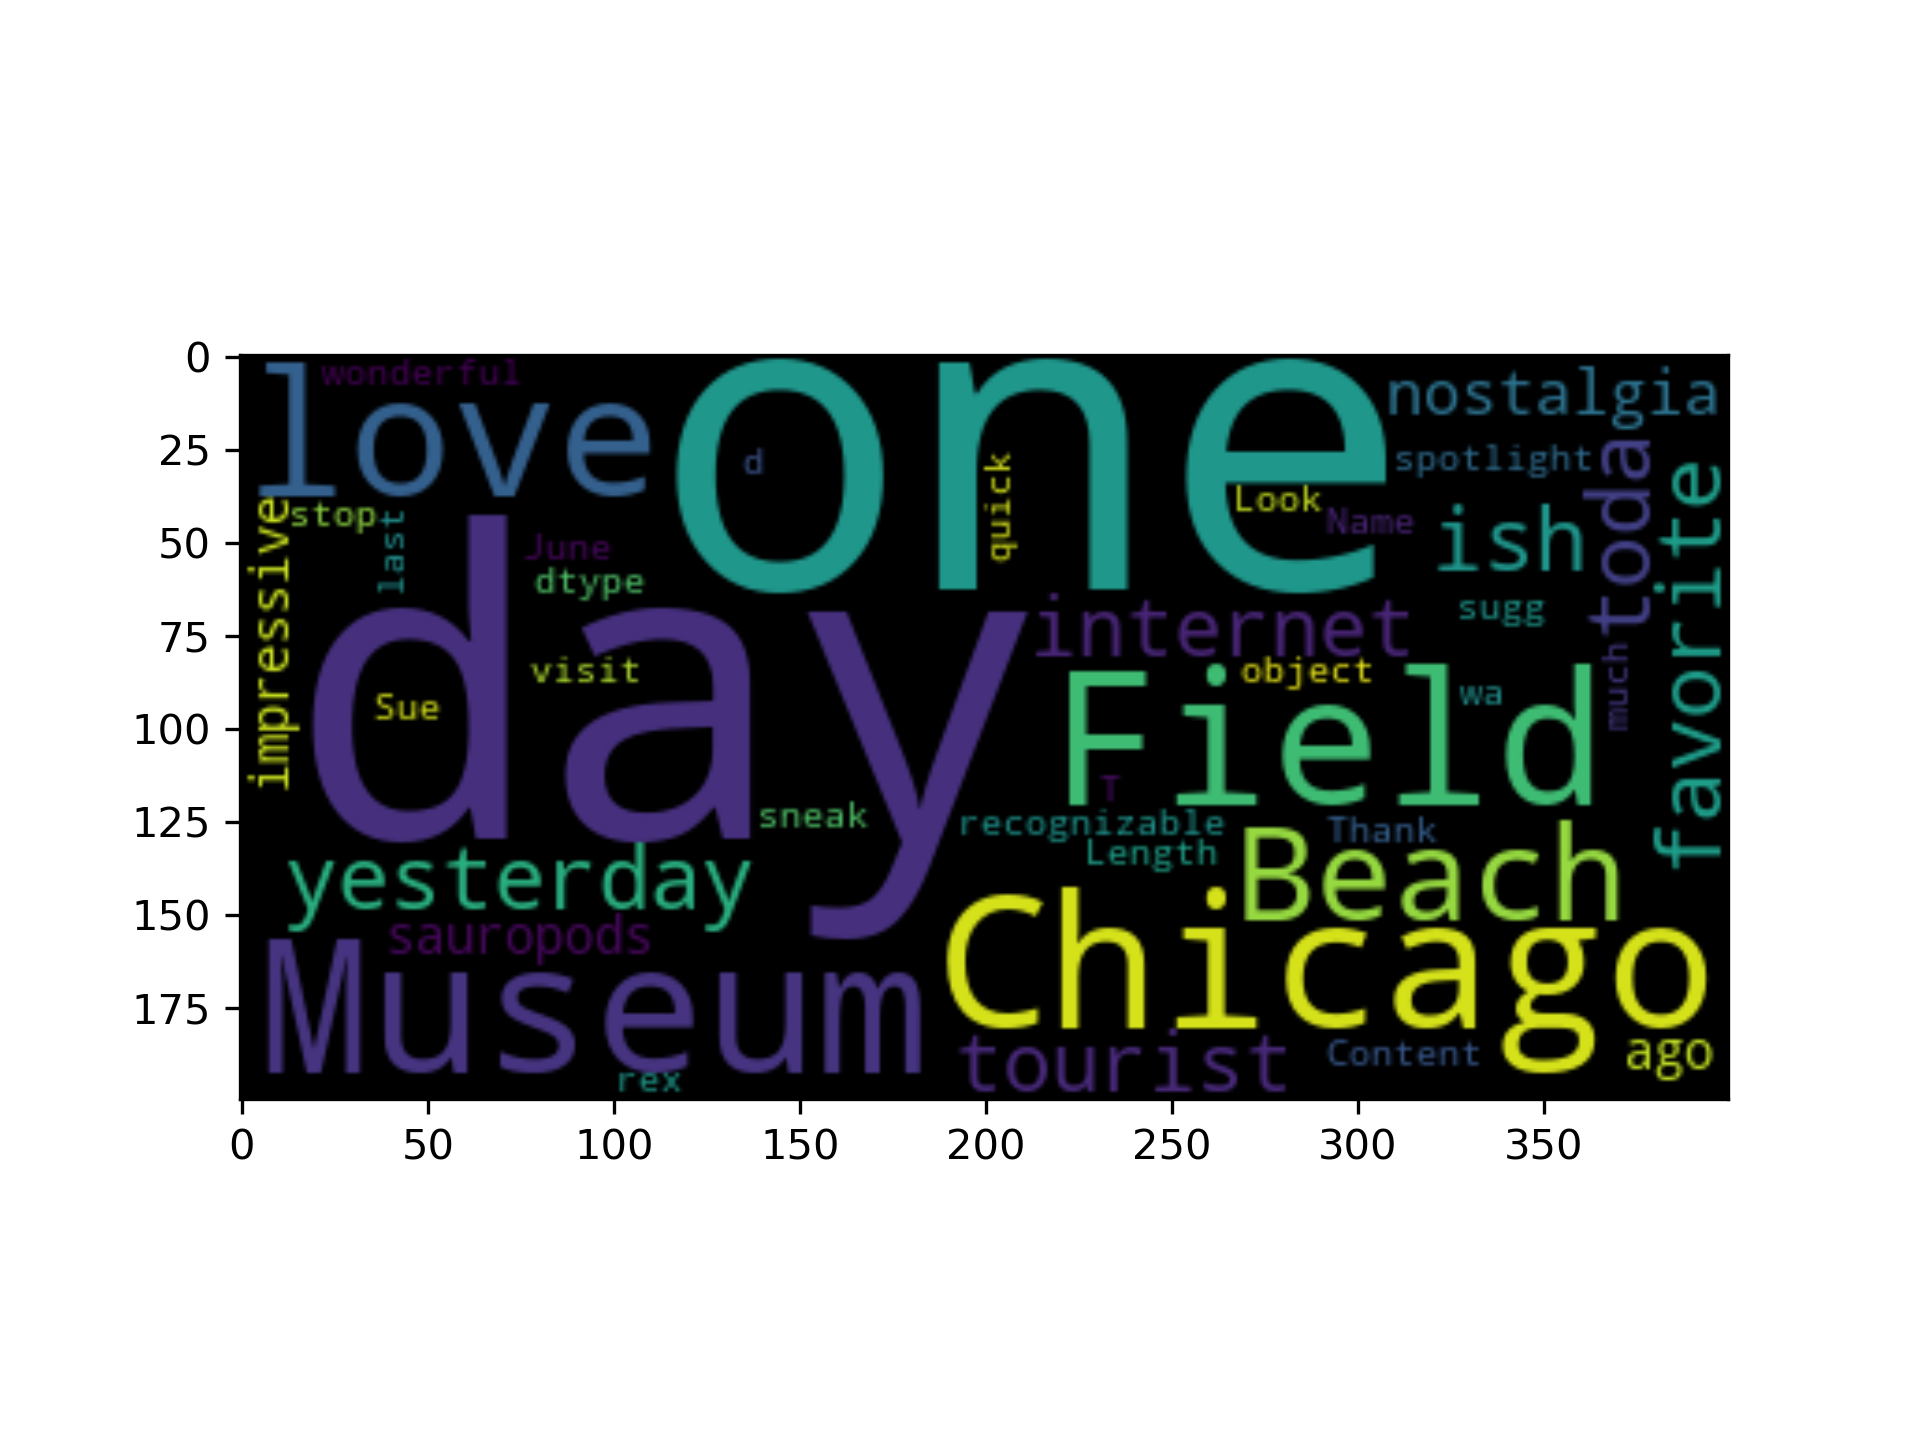 0
25
50
75
100
125
150
175
0 50 100 150 200 250 300 350
wonderful
love
one
nostalgia
spotlight
toda
favorite
d
quick
Look
Name
ish
stop
last
impressive
June
dtype
day
internet
sugg
visit
object
Sue
wa
much
Field
T
sneak
recognizable
Thank
Length
Beach
yesterday
sauropods
Chicago
Museum
tourist
Content
ago
rex